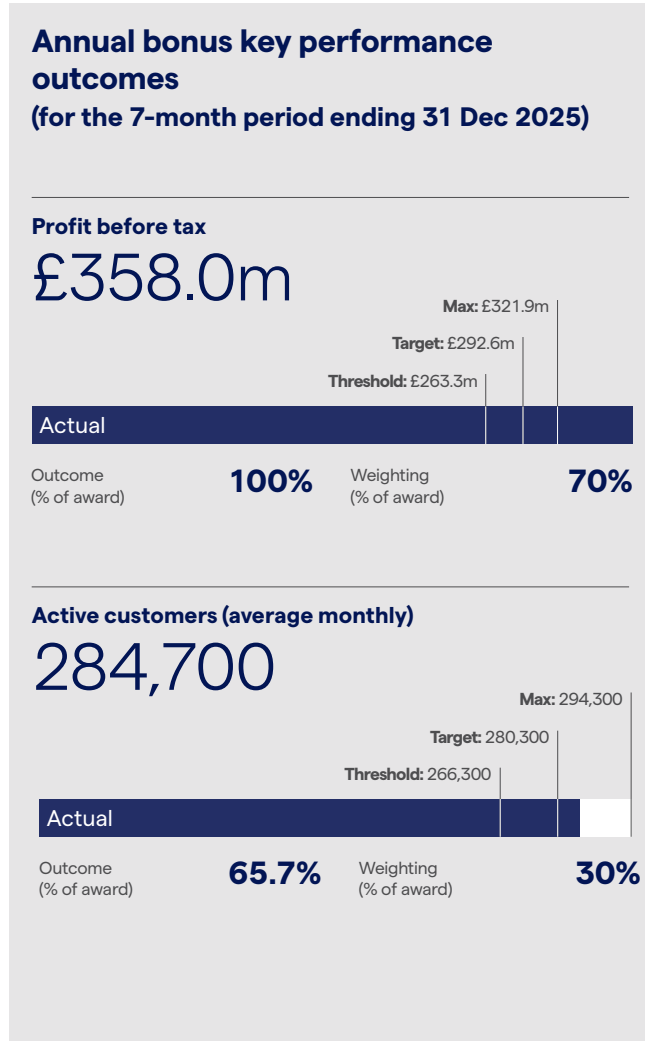 Annual bonus key performance
outcomes
(for the 7-month period ending 31 Dec 2025)
Profit before tax
£358.0m
Max: £321.9m
Target: £292.6m
Threshold: £263.3m
Actual
Outcome
(% of award)
100%
Weighting
(% of award)
70%
Active customers (average monthly)
284,700
Max: 294,300
Target: 280,300
Threshold: 266,300
Actual
Outcome
(% of award)
65.7%
Weighting
(% of award)
30%